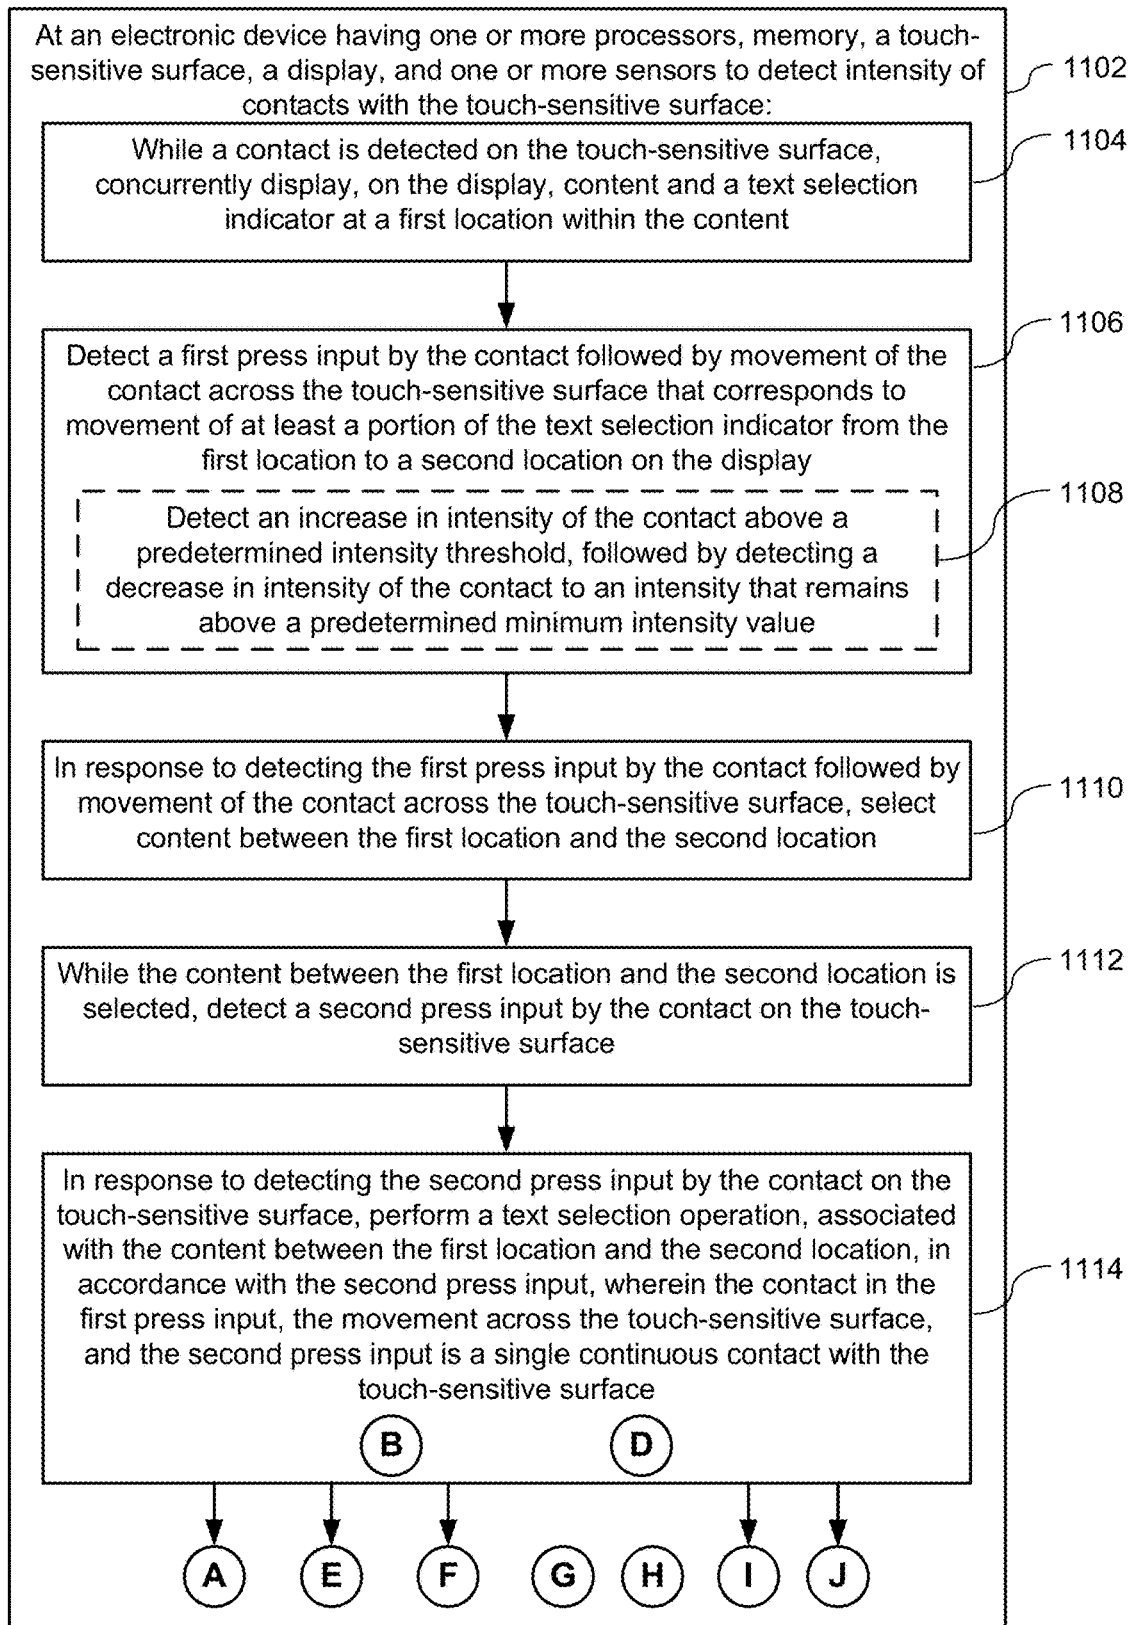 At an electronic device having one or more processors, memory, a touch-
sensitive surface, a display, and one or more sensors to detect intensity of
contacts with the touch-sensitive surface:
1102
While a contact is detected on the touch-sensitive surface,
concurrently display, on the display, content and a text selection
indicator at a first location within the content
1104
Detect a first press input by the contact followed by movement of the
contact across the touch-sensitive surface that corresponds to
movement of at least a portion of the text selection indicator from the
first location to a second location on the display
1106
Detect an increase in intensity of the contact above a
predetermined intensity threshold, followed by detecting a
decrease in intensity of the contact to an intensity that remains
above a predetermined minimum intensity value
1108
In response to detecting the first press input by the contact followed by
movement of the contact across the touch-sensitive surface, select
content between the first location and the second location
1110
While the content between the first location and the second location is
selected, detect a second press input by the contact on the touch-
sensitive surface
1112
In response to detecting the second press input by the contact on the
touch-sensitive surface, perform a text selection operation, associated
with the content between the first location and the second location, in
accordance with the second press input, wherein the contact in the
first press input, the movement across the touch-sensitive surface,
and the second press input is a single continuous contact with the
touch-sensitive surface
1114
B D
A E F G H I J